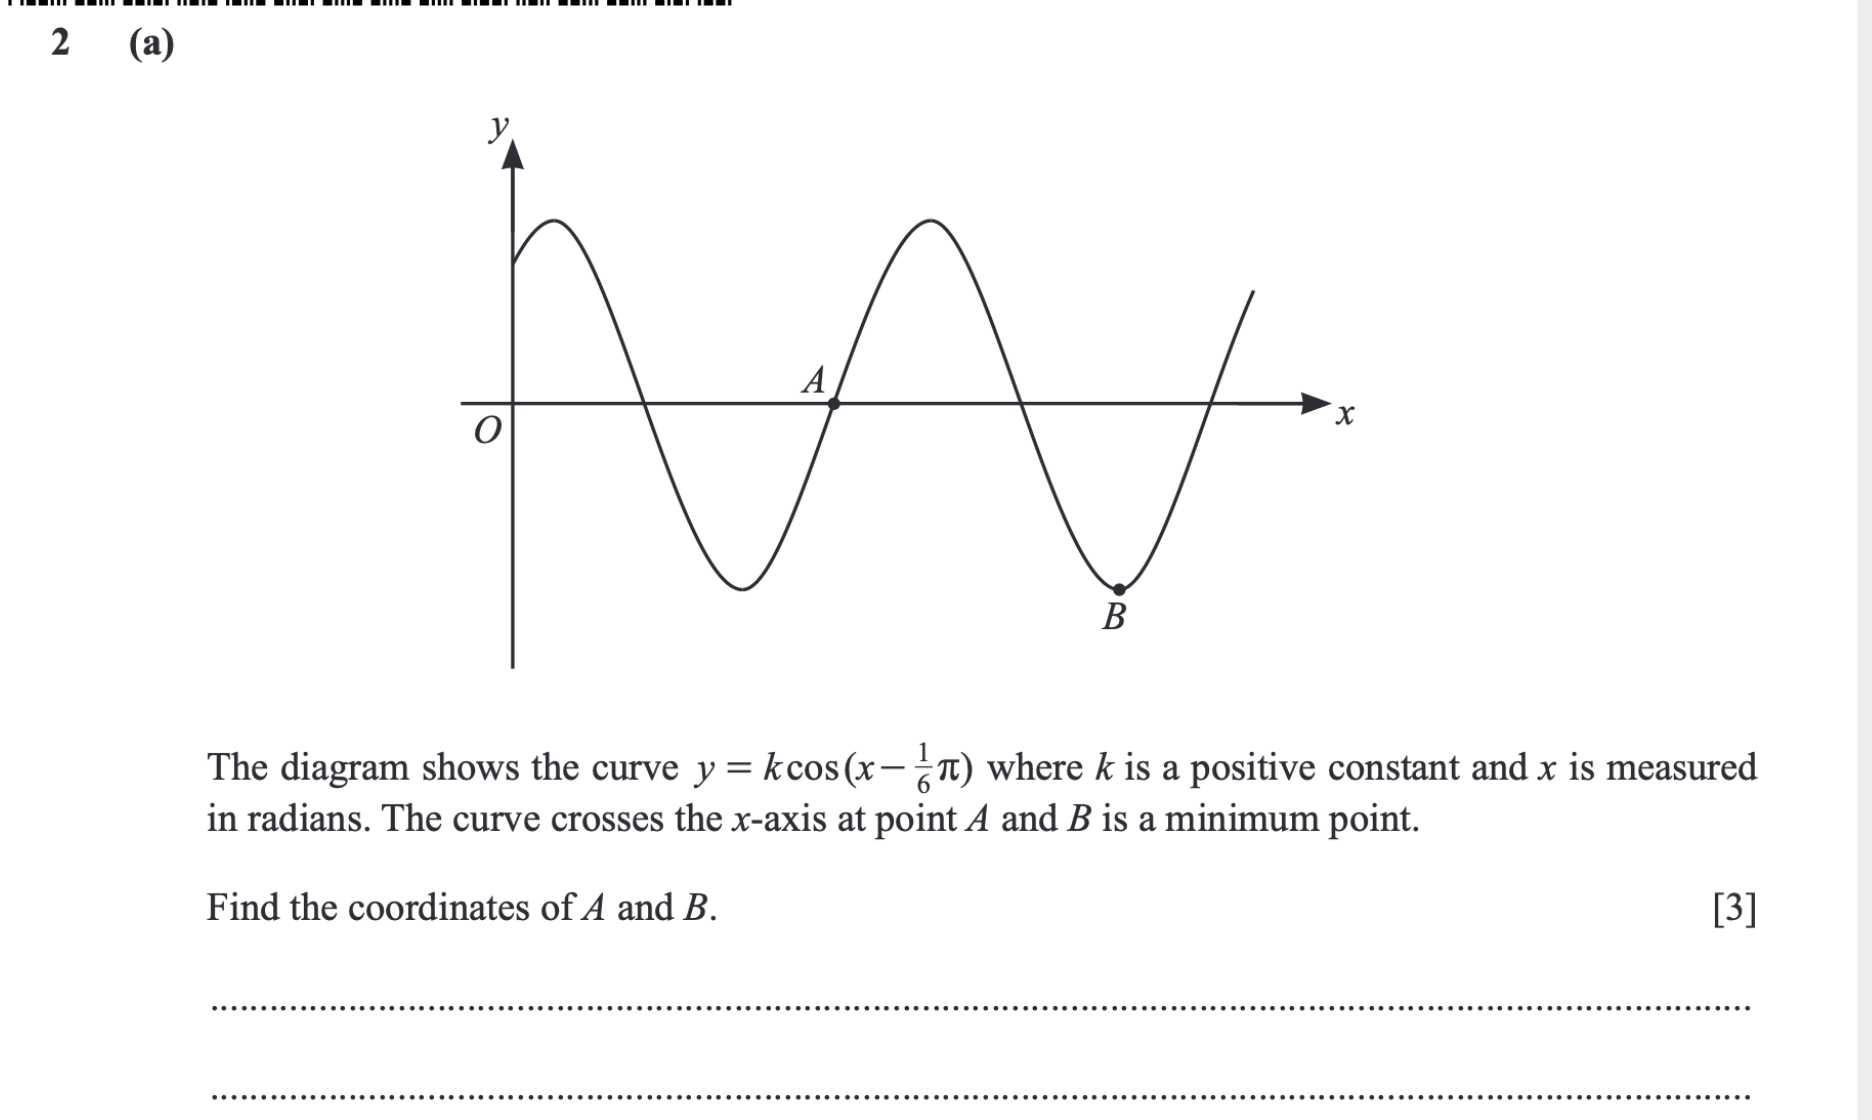 2 (a)
y
A
O
x
B
The diagram shows the curve y = k cos(x − 1/6 π) where k is a positive constant and x is measured
in radians. The curve crosses the x-axis at point A and B is a minimum point.
Find the coordinates of A and B. [3]